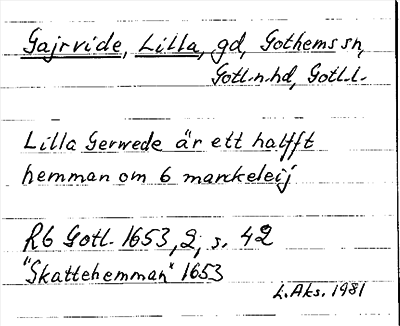 Gajrvide, Lilla, gd, Gothems sn,
Gotl. n. hd, Gotl. l.
Lilla Gerwede är ett halfft
hemman om 6 marckeleij
Rb Gotl. 1653, 2, s. 42
"Skattehemman" 1653
L. Aks. 1981